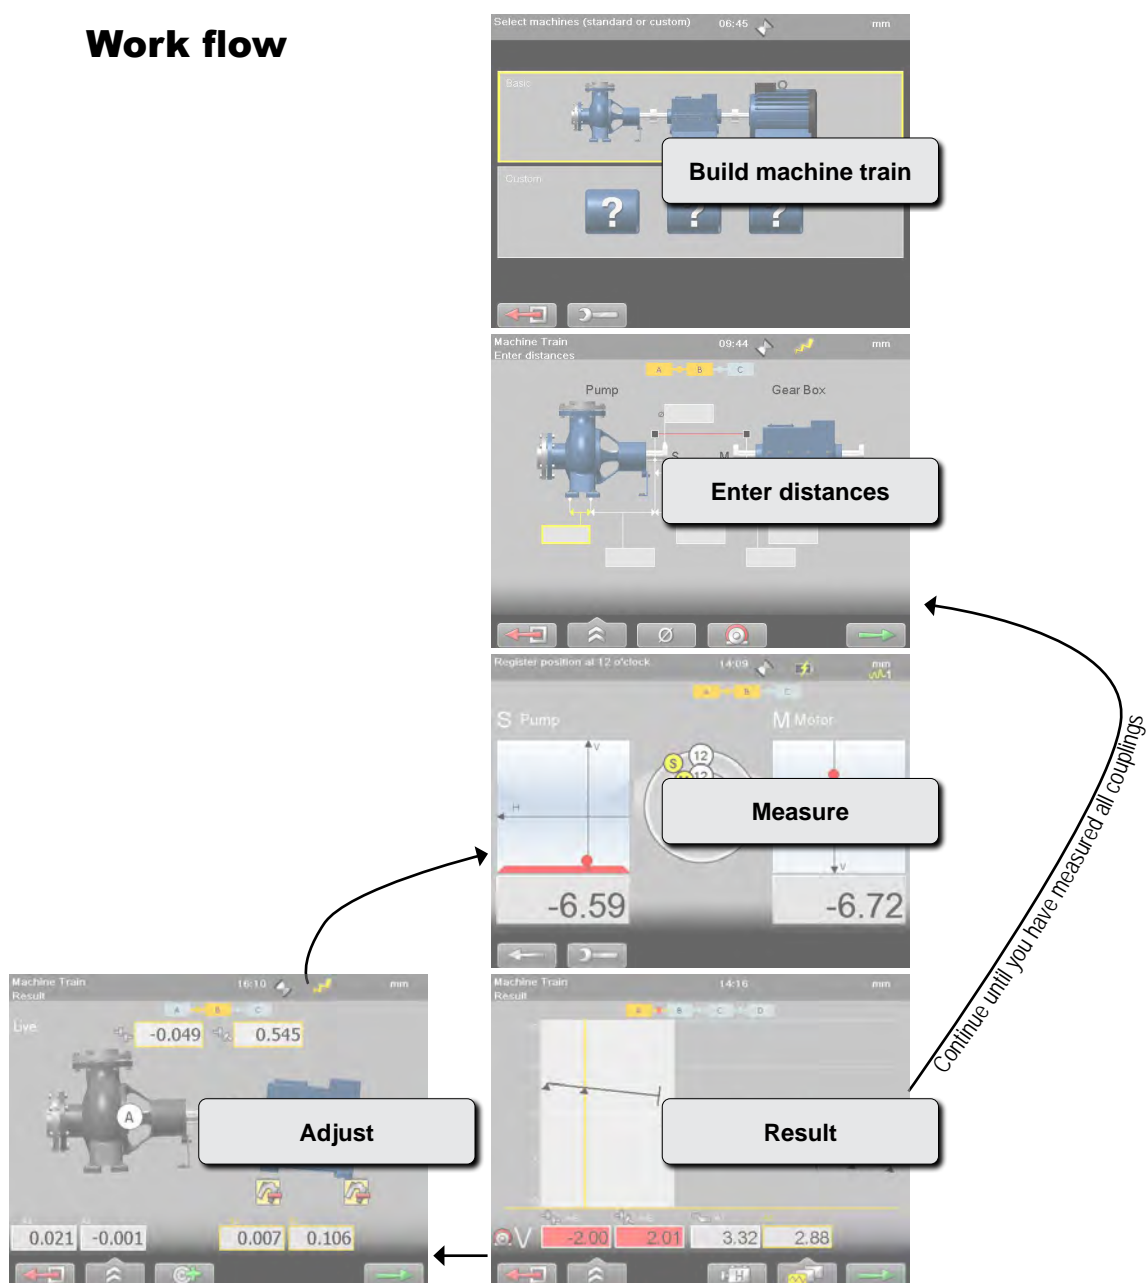 Work flow
Select machines (standard or custom) 06:45 mm
Basic
Build machine train
Custom
? ? ?
Machine Train 09:44 mm
Enter distances
A B C
Pump Gear Box
Ø
S M
Enter distances
Ø
Register position at 12 o'clock 14:09 mm
1
A B C
S Pump M Motor
V
S 12
12
H
Measure
V
-6.59 -6.72
Continue until you have measured all couplings
Machine Train 16:10 mm
Result
A B C
Live
-0.049 0.545
A
Adjust
0.021 -0.001 0.007 0.106
Machine Train 14:16 mm
Result
A B C D
Result
V -2.00 2.01 3.32 2.88
H